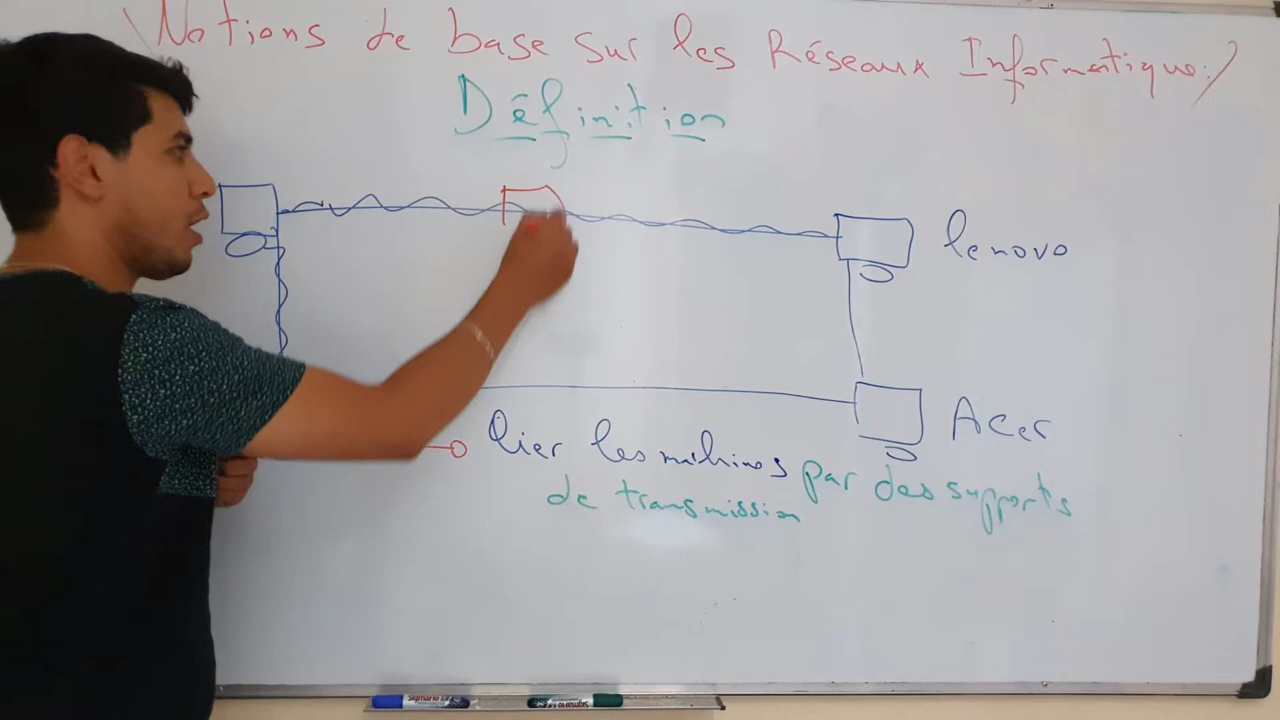 Notions de base sur les Réseaux Informatique:
Définition
lenovo
Acer
lier les machines par des supports
de transmission